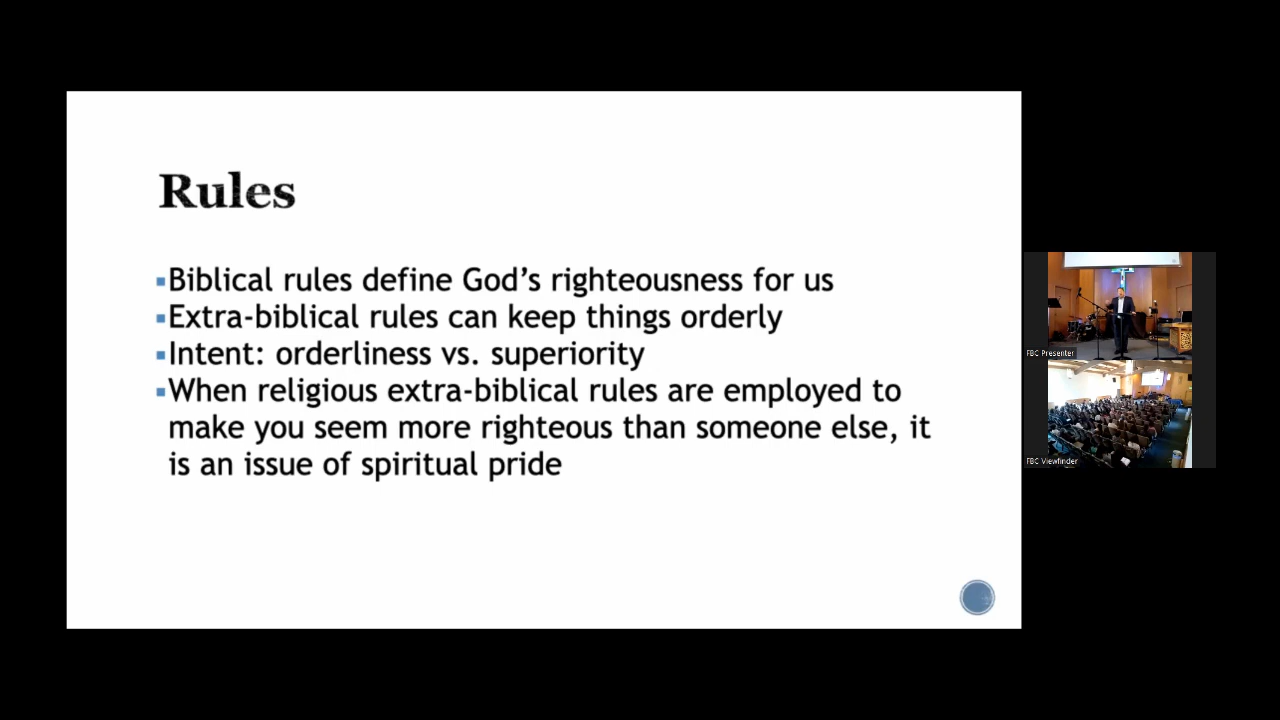 Rules
▪Biblical rules define God’s righteousness for us
▪Extra-biblical rules can keep things orderly
▪Intent: orderliness vs. superiority
▪When religious extra-biblical rules are employed to
make you seem more righteous than someone else, it
is an issue of spiritual pride
FBC Presenter
FBC Viewfinder